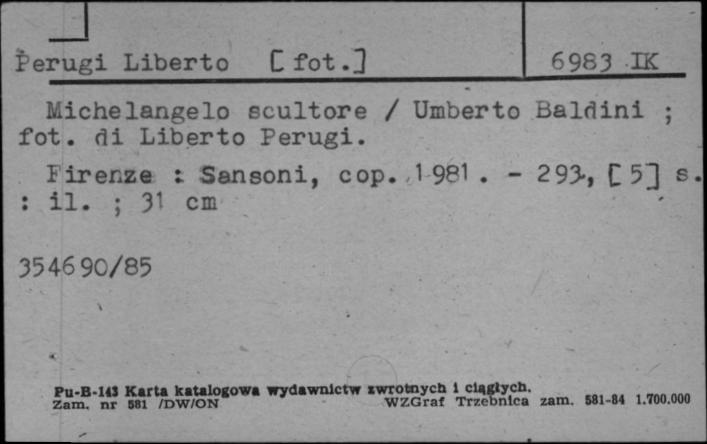 Perugi Liberto [fot.] 6983 IK
Michelangelo scultore / Umberto Baldini ;
fot. di Liberto Perugi.
Firenze : Sansoni, cop. 1981. - 293, [5] s.
: il. ; 31 cm
354690/85
Pu-B-143 Karta katalogowa wydawnictw zwrotnych i ciągłych.
Zam. nr 581 /DW/ON WZGraf Trzebnica zam. 581-84 1.700.000